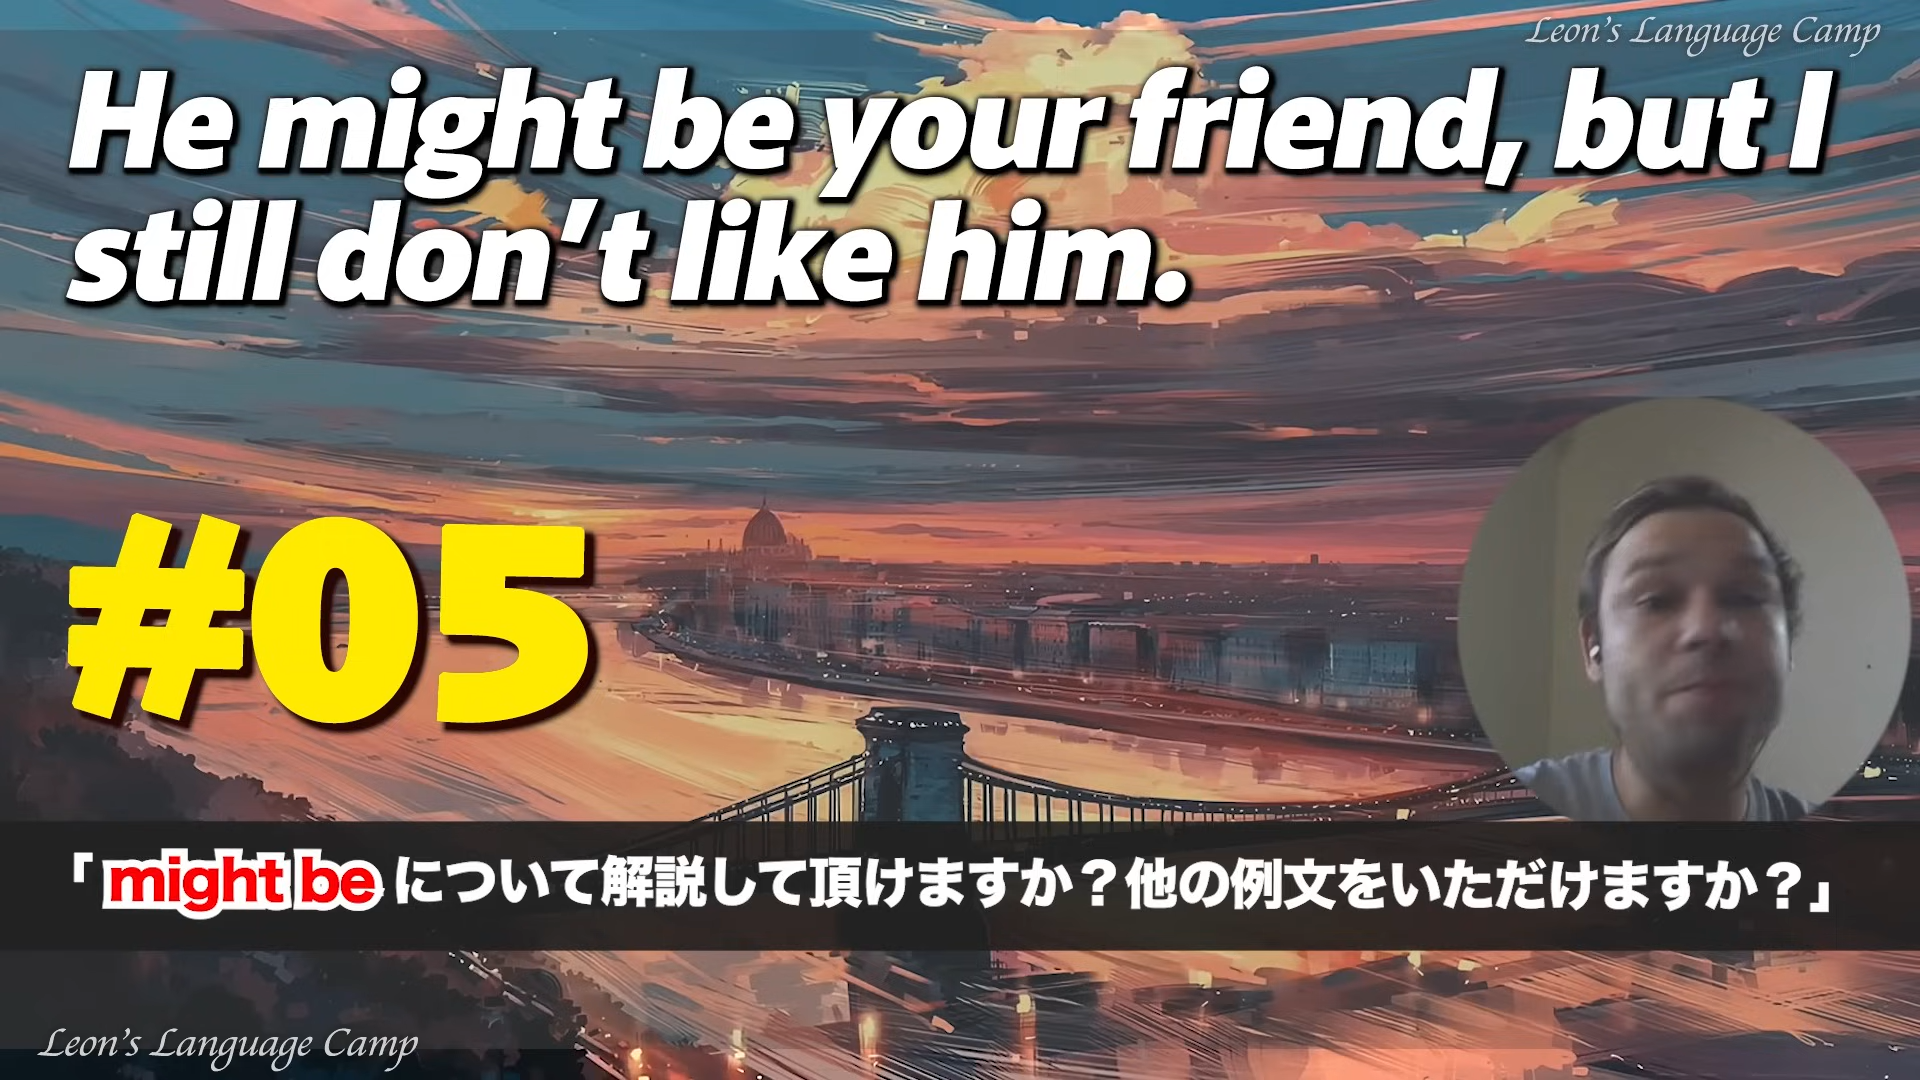 Leon's Language Camp
He might be your friend, but I
still don't like him.
#05
「might be について解説して頂けますか？他の例文をいただけますか？」
Leon's Language Camp